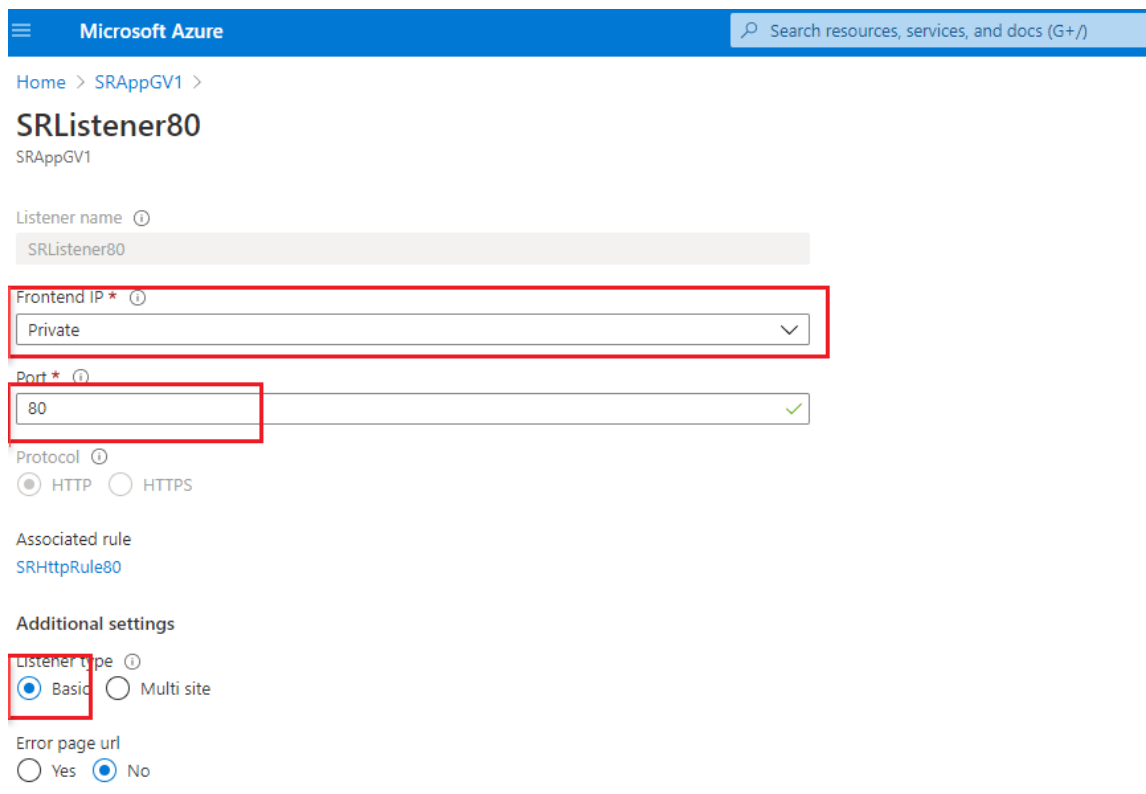 Microsoft Azure
Search resources, services, and docs (G+/)
Home > SRAppGV1 >
SRListener80
SRAppGV1
Listener name
SRListener80
Frontend IP *
Private
Port *
80
Protocol
HTTP HTTPS
Associated rule
SRHttpRule80
Additional settings
Listener type
Basic Multi site
Error page url
Yes No